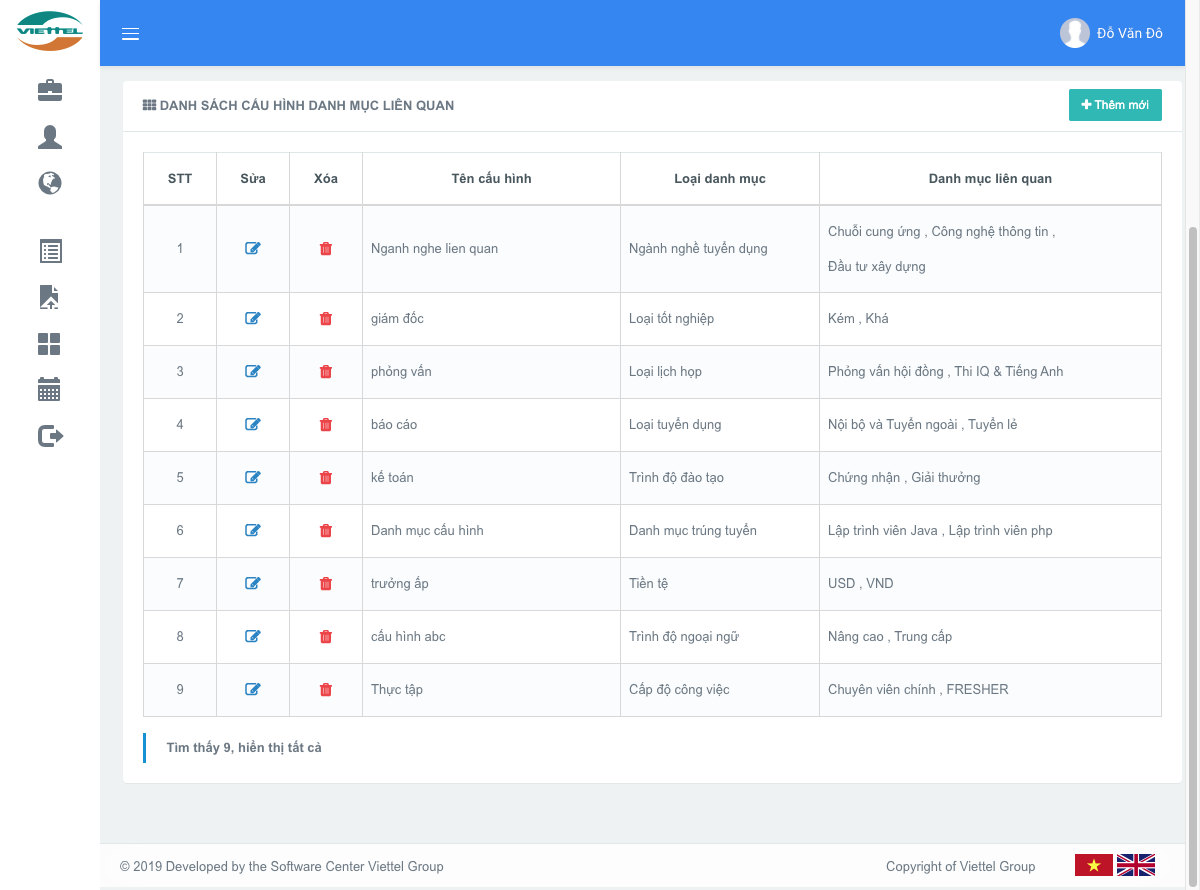 VIETTEL
Đỗ Văn Đô
DANH SÁCH CẤU HÌNH DANH MỤC LIÊN QUAN
Thêm mới
STT Sửa Xóa Tên cấu hình Loại danh mục Danh mục liên quan
1 Nganh nghe lien quan Ngành nghề tuyển dụng Chuỗi cung ứng , Công nghệ thông tin ,
Đầu tư xây dựng
2 giám đốc Loại tốt nghiệp Kém , Khá
3 phỏng vấn Loại lịch họp Phỏng vấn hội đồng , Thi IQ & Tiếng Anh
4 báo cáo Loại tuyển dụng Nội bộ và Tuyển ngoài , Tuyển lẻ
5 kế toán Trình độ đào tạo Chứng nhận , Giải thưởng
6 Danh mục cấu hình Danh mục trúng tuyển Lập trình viên Java , Lập trình viên php
7 trưởng ấp Tiền tệ USD , VND
8 cấu hình abc Trình độ ngoại ngữ Nâng cao , Trung cấp
9 Thực tập Cấp độ công việc Chuyên viên chính , FRESHER
Tìm thấy 9, hiển thị tất cả
© 2019 Developed by the Software Center Viettel Group Copyright of Viettel Group